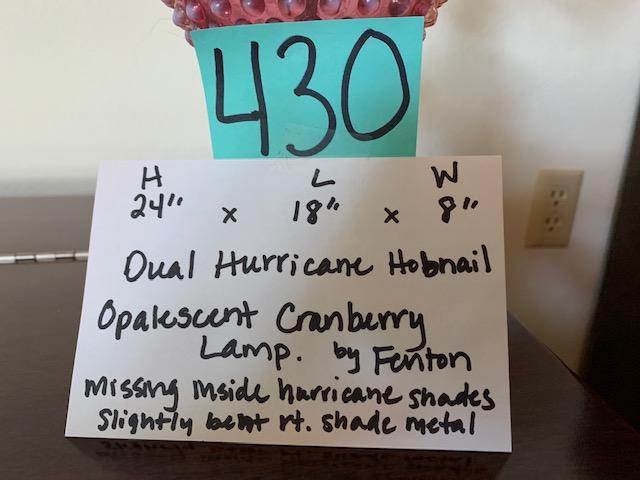 430
H L W
24" x 18" x 8"
Dual Hurricane Hobnail
Opalescent Cranberry
Lamp. by Fenton
missing inside hurricane shades
slightly bent rt. shade metal